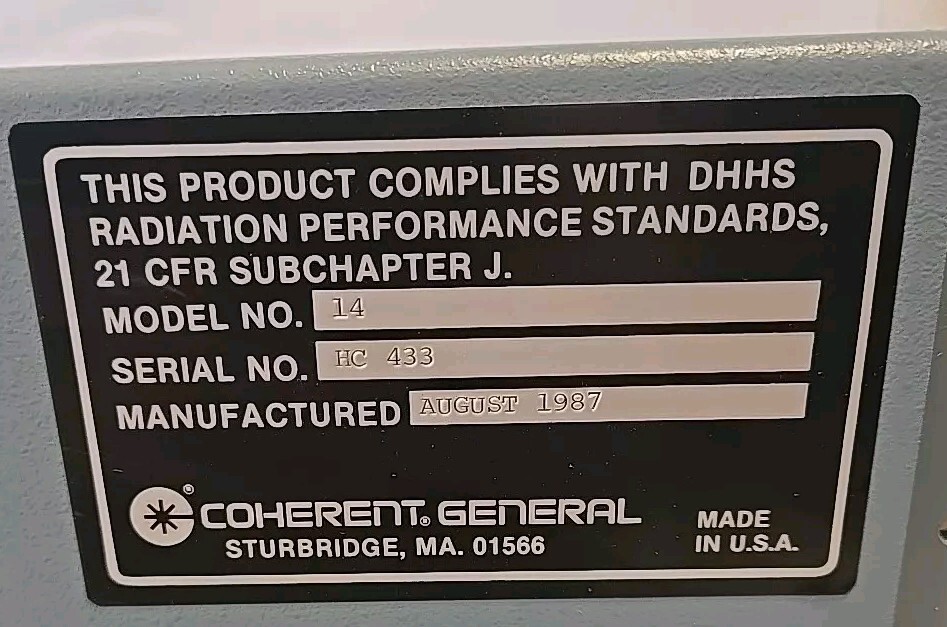 THIS PRODUCT COMPLIES WITH DHHS
RADIATION PERFORMANCE STANDARDS,
21 CFR SUBCHAPTER J.
MODEL NO. 14
SERIAL NO. HC 433
MANUFACTURED AUGUST 1987
® COHERENT® GENERAL
STURBRIDGE, MA. 01566
MADE
IN U.S.A.